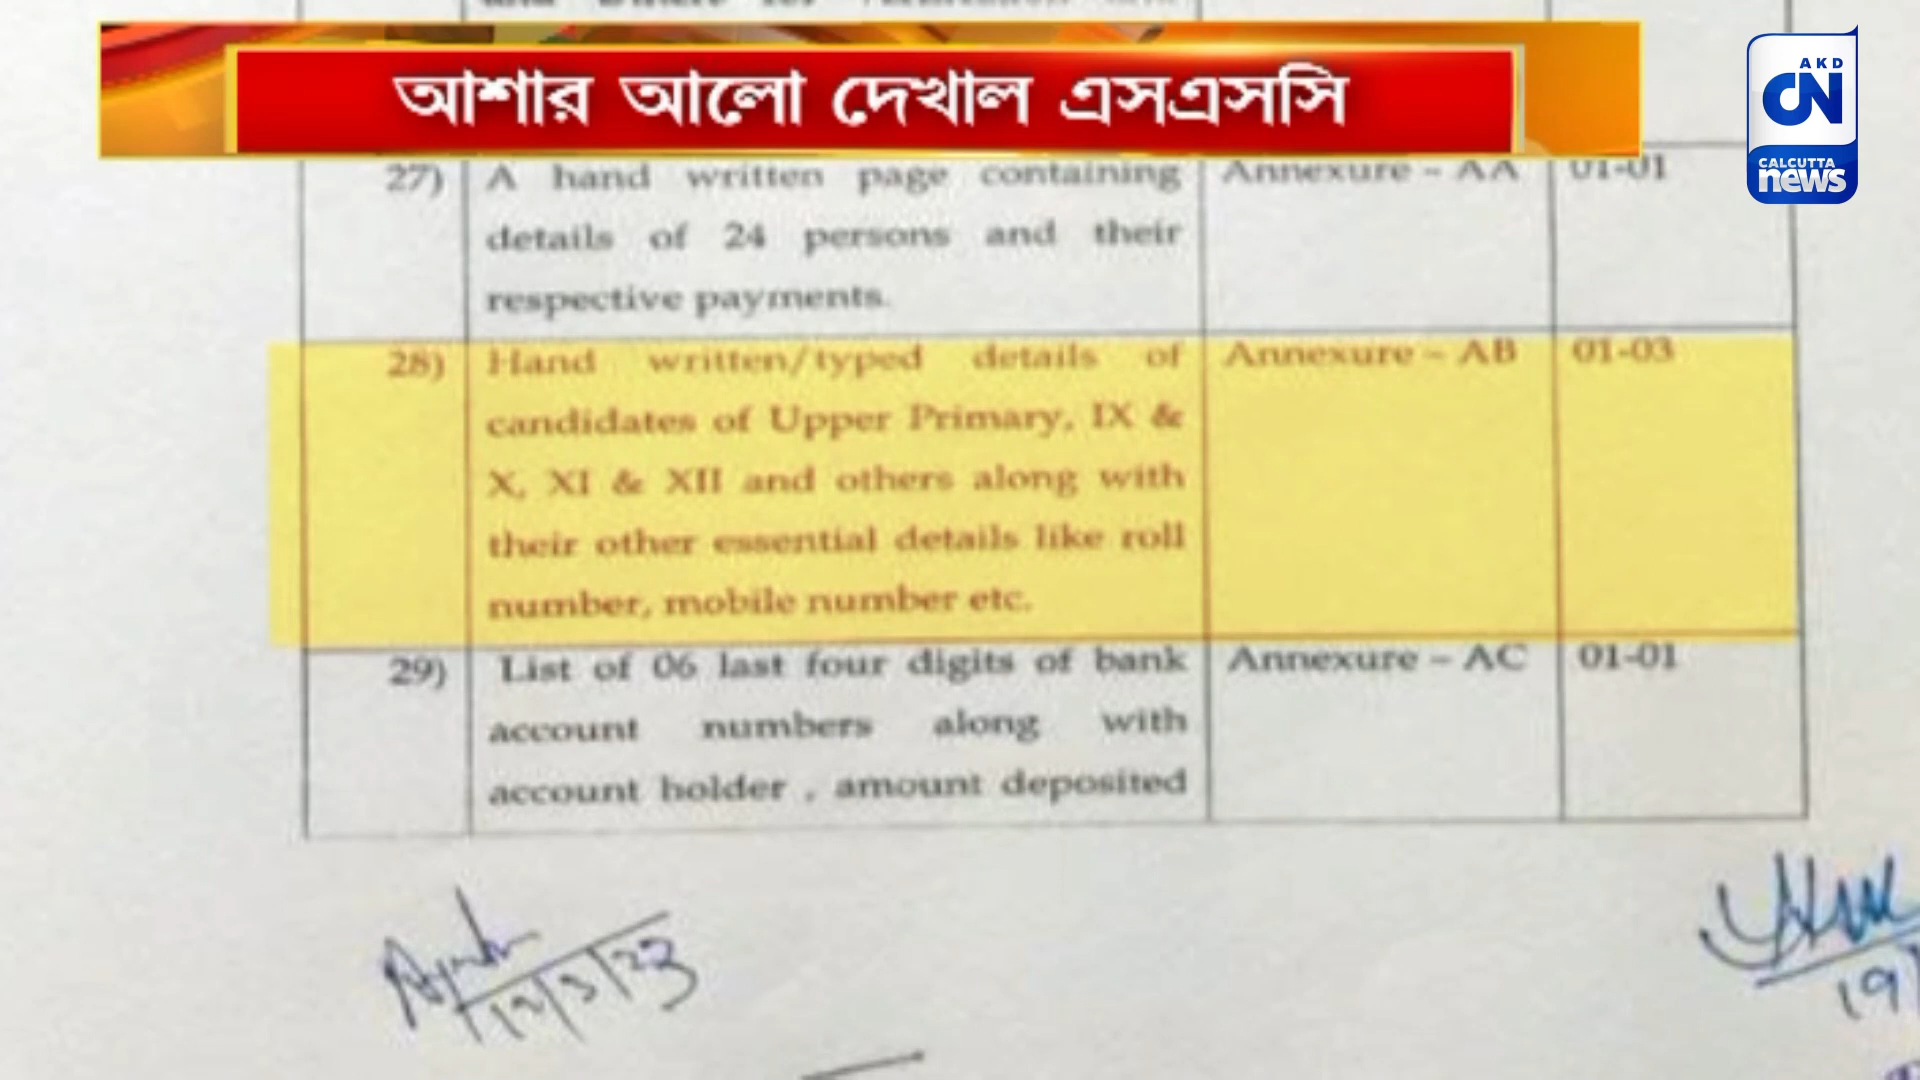 আশার আলো দেখাল এসএসসি
AKD
CN
CALCUTTA
news
27) A hand written page containing Annexure – AA 01-01
details of 24 persons and their
respective payments.
28) Hand written/typed details of Annexure – AB 01-03
candidates of Upper Primary, IX &
X, XI & XII and others along with
their other essential details like roll
number, mobile number etc.
29) List of 06 last four digits of bank Annexure – AC 01-01
account numbers along with
account holder , amount deposited
19